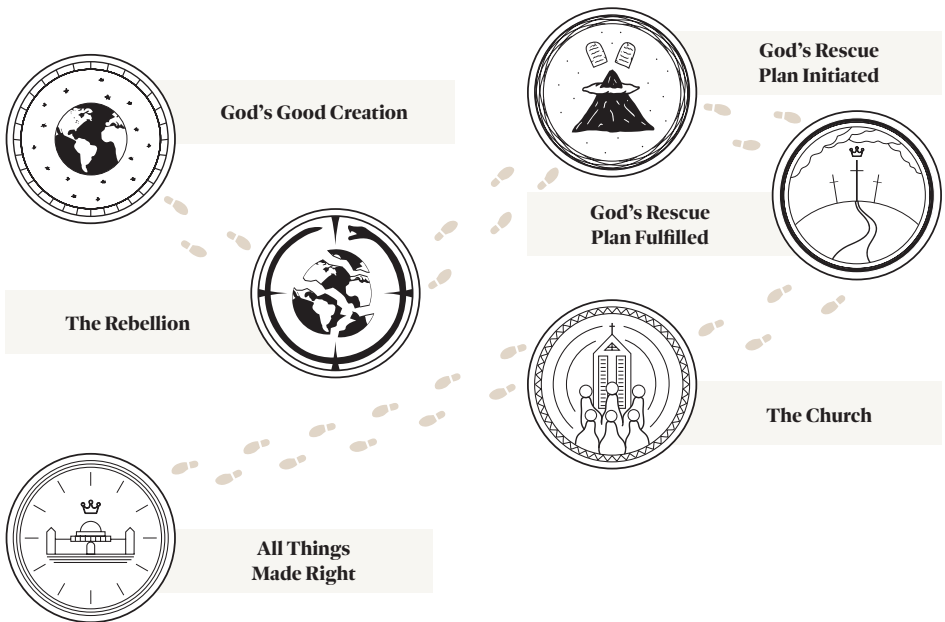 God’s Good Creation
The Rebellion
God’s Rescue
Plan Initiated
God’s Rescue
Plan Fulfilled
The Church
All Things
Made Right